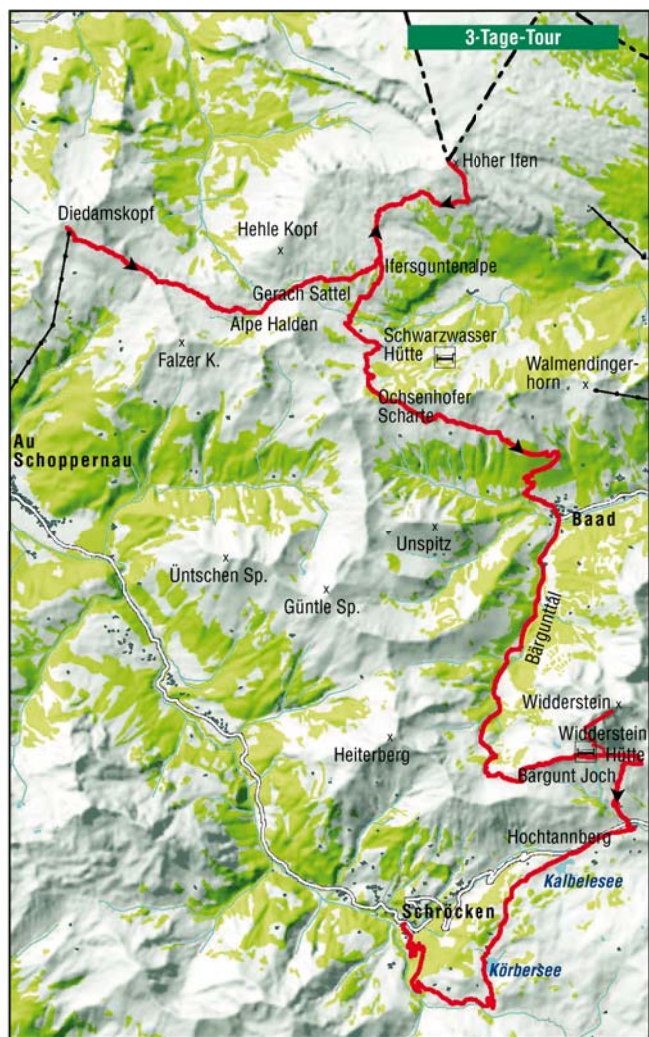 3-Tage-Tour
Hoher Ifen
Diedamskopf
Hehle Kopf
Ifersguntenalpe
Gerach Sattel
Alpe Halden
Schwarzwasser
Hütte
Falzer K.
Walmendinger-
horn
Ochsenhofer
Scharte
Au
Schoppernau
Baad
Unspitz
Üntschen Sp.
Güntle Sp.
Bärgunttal
Widderstein
Widderstein
Hütte
Heiterberg
Bärgunt Joch
Hochtannberg
Kalbelesee
Schröcken
Körbersee